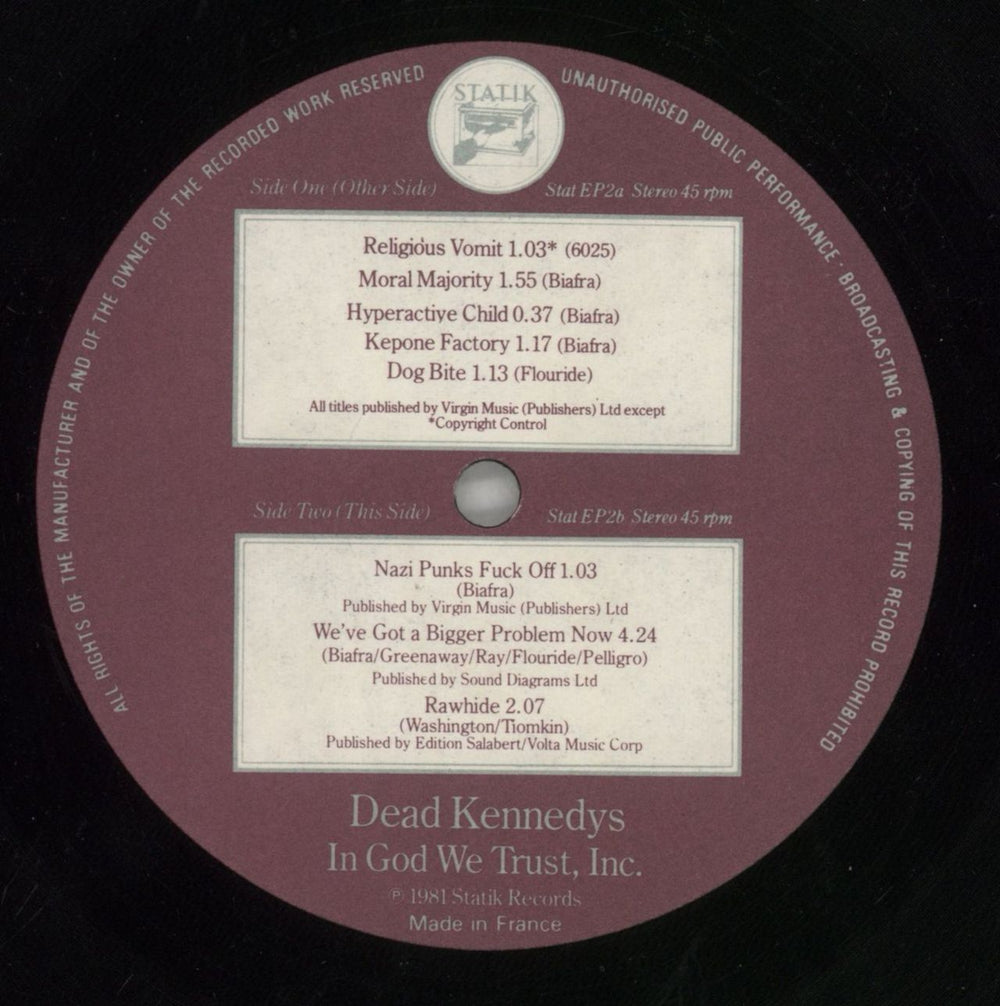 ALL RIGHTS OF THE MANUFACTURER AND OF THE OWNER OF THE RECORDED WORK RESERVED
UNAUTHORISED PUBLIC PERFORMANCE · BROADCASTING & COPYING OF THIS RECORD PROHIBITED
STATIK
Side One (Other Side)
Stat EP2a Stereo 45 rpm
Religious Vomit 1.03* (6025)
Moral Majority 1.55 (Biafra)
Hyperactive Child 0.37 (Biafra)
Kepone Factory 1.17 (Biafra)
Dog Bite 1.13 (Flouride)
All titles published by Virgin Music (Publishers) Ltd except
*Copyright Control
Side Two (This Side)
Stat EP2b Stereo 45 rpm
Nazi Punks Fuck Off 1.03
(Biafra)
Published by Virgin Music (Publishers) Ltd
We've Got a Bigger Problem Now 4.24
(Biafra/Greenaway/Ray/Flouride/Pelligro)
Published by Sound Diagrams Ltd
Rawhide 2.07
(Washington/Tiomkin)
Published by Edition Salabert/Volta Music Corp
Dead Kennedys
In God We Trust, Inc.
℗ 1981 Statik Records
Made in France